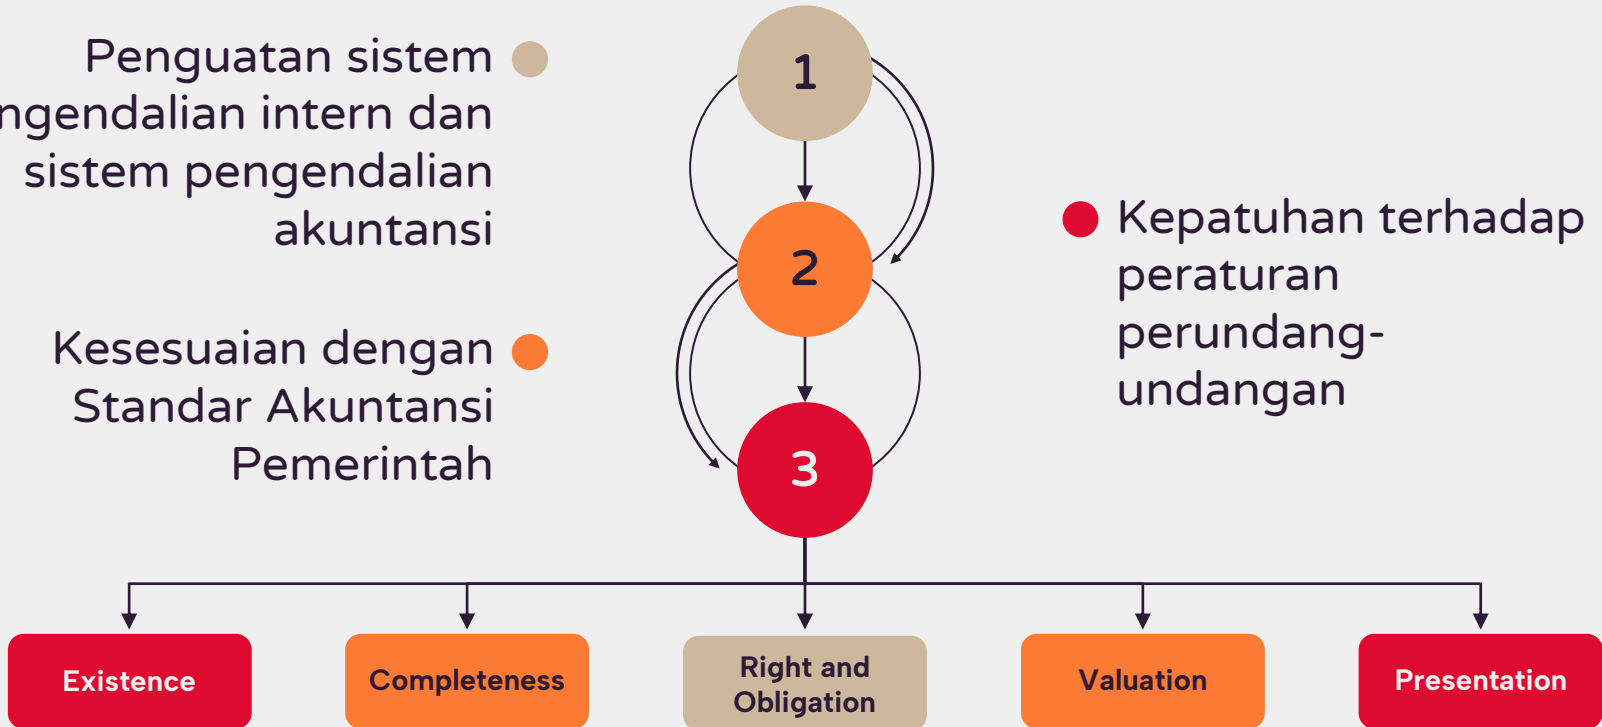 Penguatan sistem
ngendalian intern dan
sistem pengendalian
akuntansi
Kesesuaian dengan
Standar Akuntansi
Pemerintah
1
2
3
Kepatuhan terhadap
peraturan
perundang-
undangan
Existence
Completeness
Right and
Obligation
Valuation
Presentation